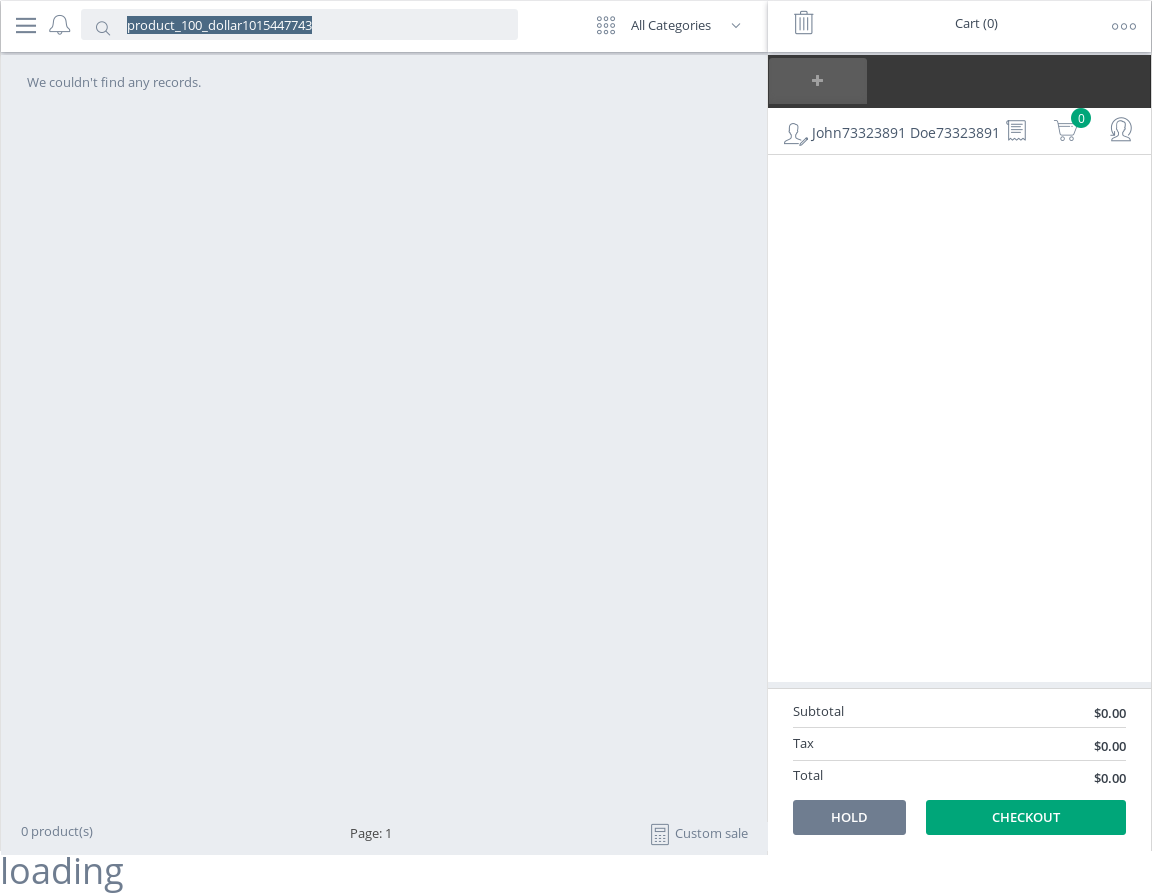 product_100_dollar1015447743
All Categories
Cart (0)
We couldn't find any records.
+
John73323891 Doe73323891
0
Subtotal $0.00
Tax $0.00
Total $0.00
HOLD CHECKOUT
0 product(s)
Page: 1
Custom sale
loading